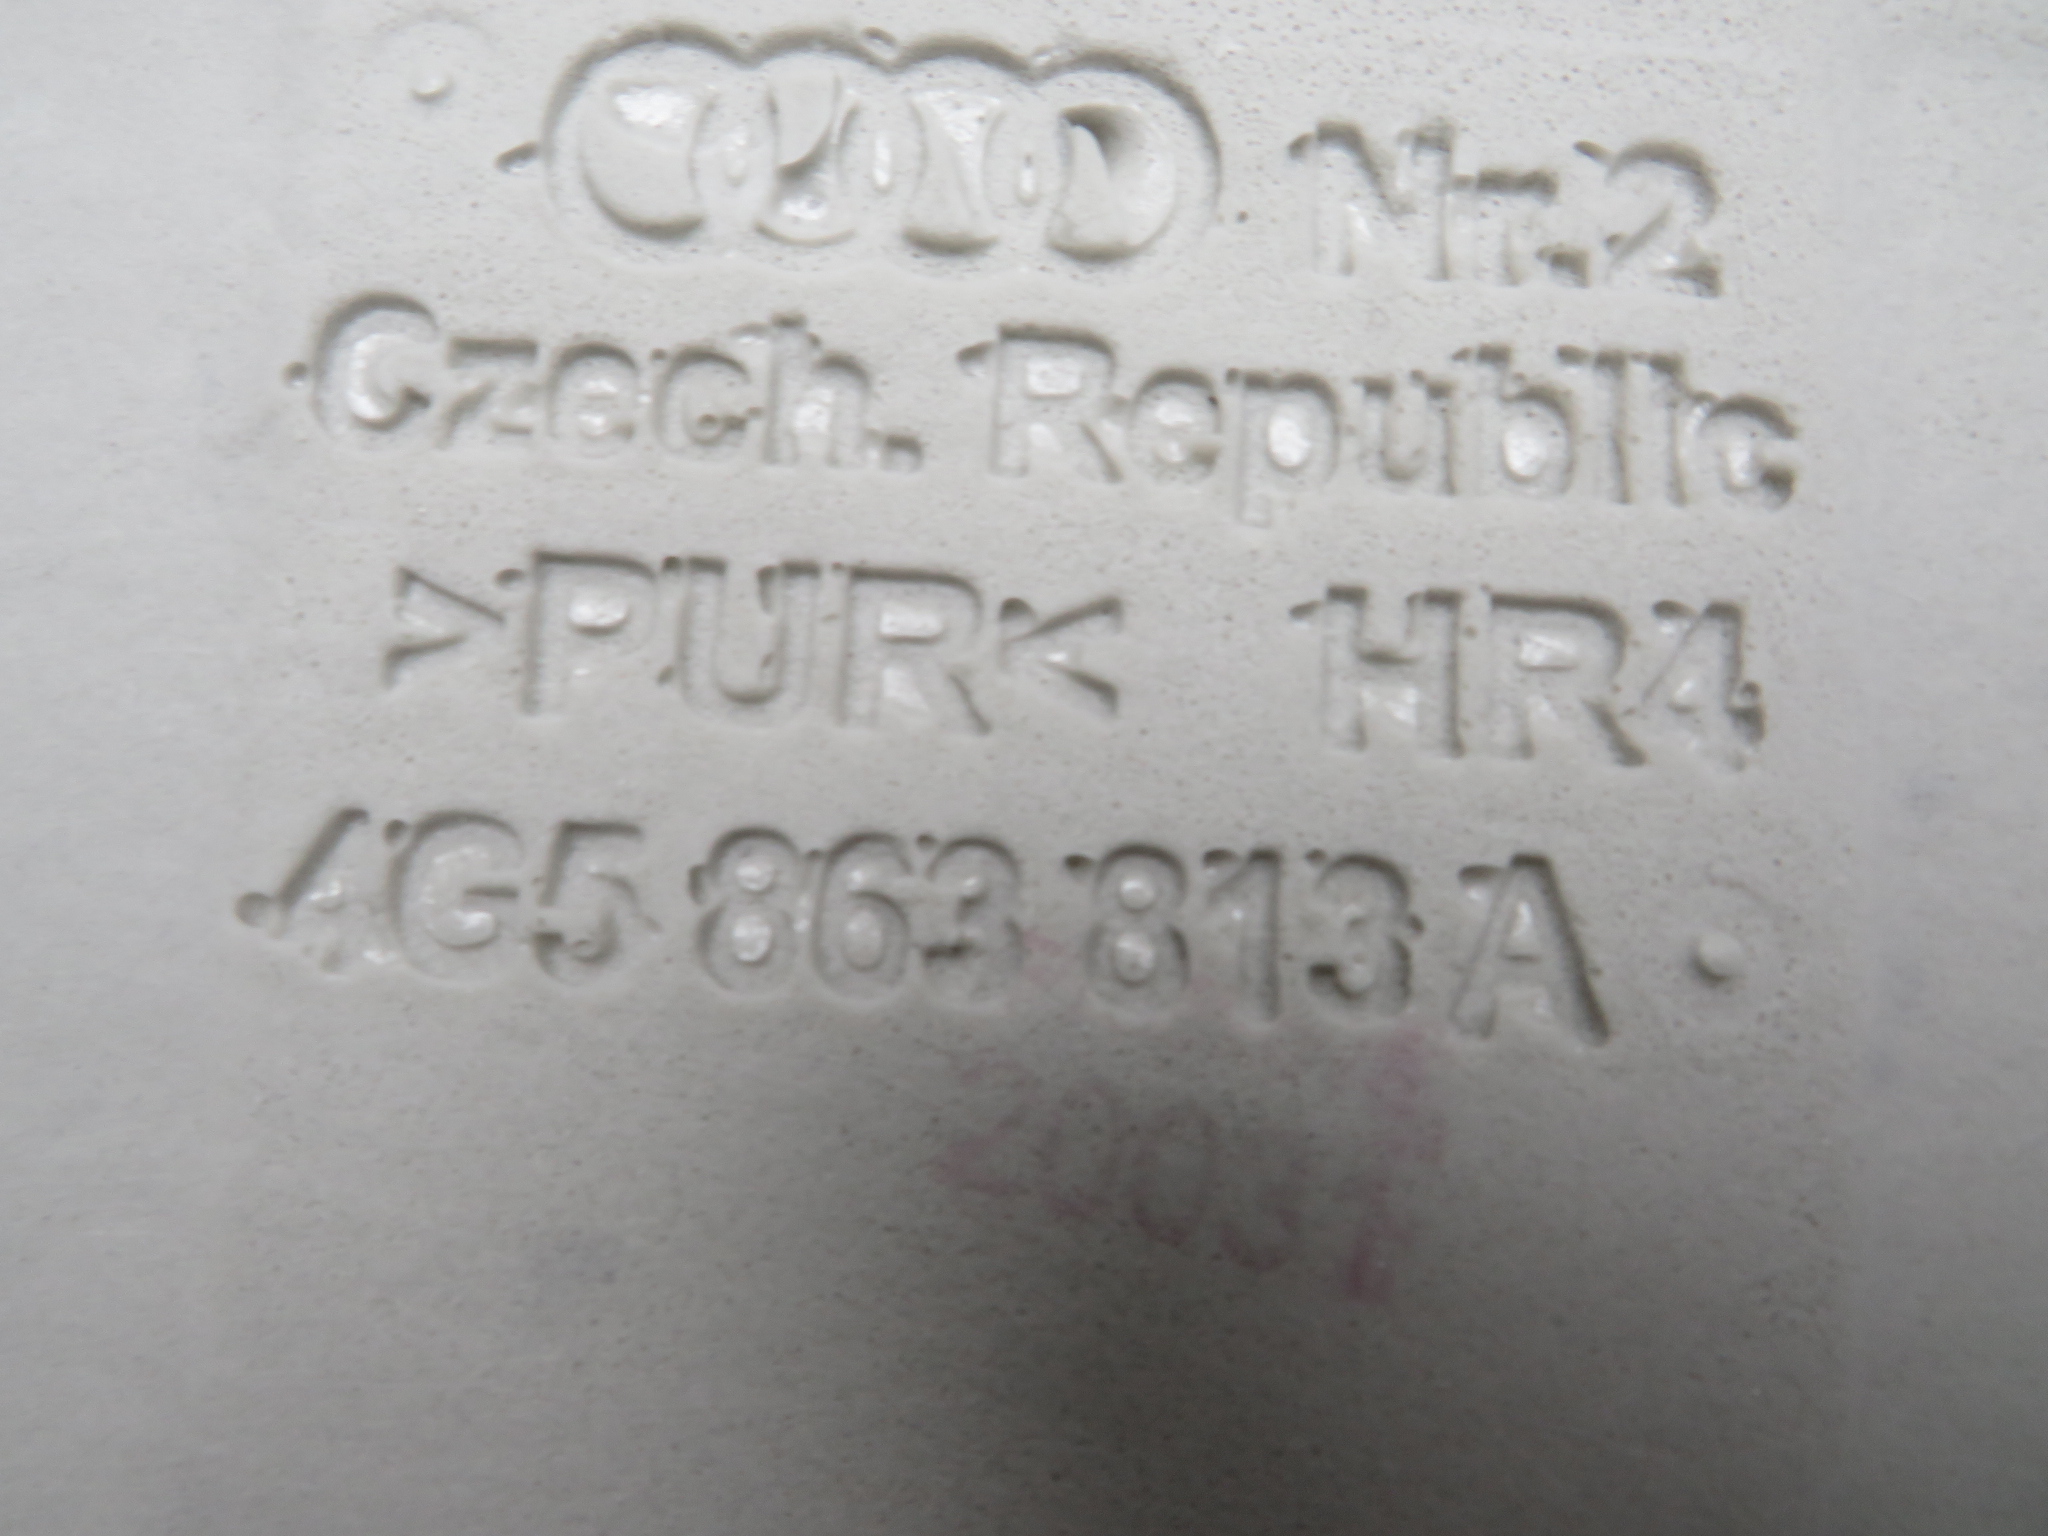 Nr.2
Czech. Republic
>PUR< HR4
4G5 863 813 A